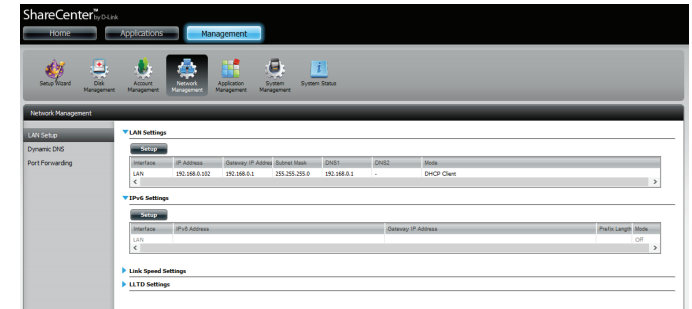 ShareCenter™ by D-Link
Home Applications Management
Setup Wizard Disk Management Account Management Network Management Application Management System Management System Status
Network Management
LAN Setup
Dynamic DNS
Port Forwarding
LAN Settings
Setup
Interface IP Address Gateway IP Addres Subnet Mask DNS1 DNS2 Mode
LAN 192.168.0.102 192.168.0.1 255.255.255.0 192.168.0.1 - DHCP Client
IPv6 Settings
Setup
Interface IPv6 Address Gateway IP Address Prefix Length Mode
LAN Off
Link Speed Settings
LLTD Settings